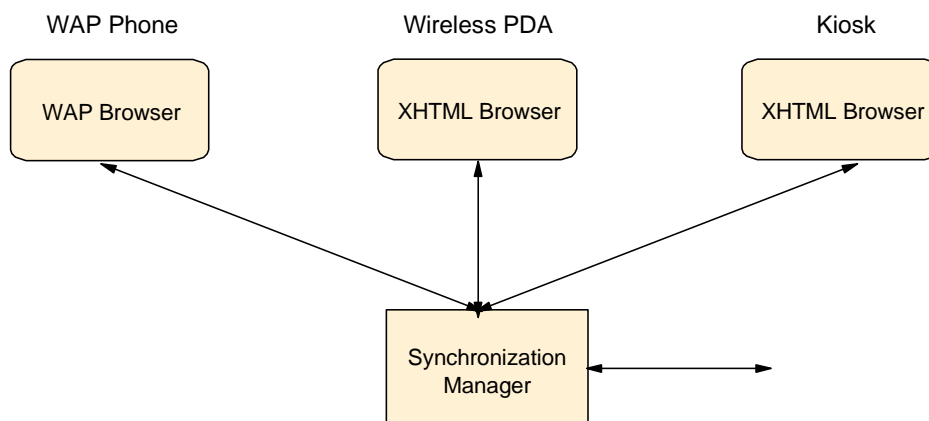 WAP Phone
Wireless PDA
Kiosk
WAP Browser
XHTML Browser
XHTML Browser
Synchronization
Manager